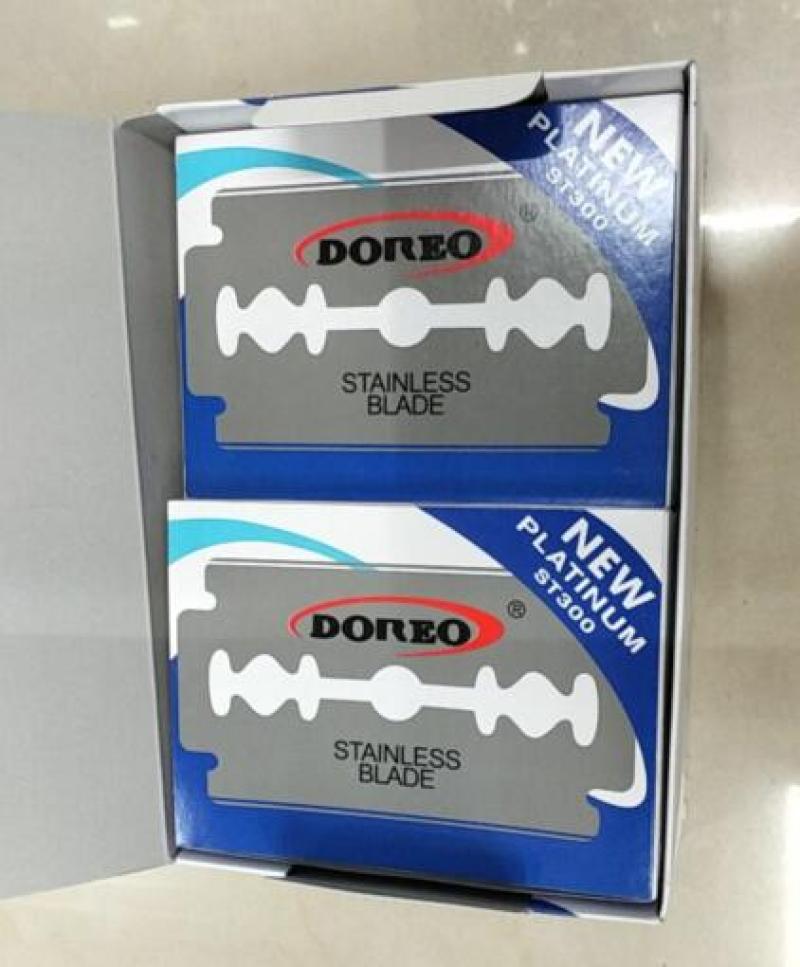 NEW
PLATINUM
ST300
DOREO®
STAINLESS
BLADE
NEW
PLATINUM
ST300
DOREO®
STAINLESS
BLADE